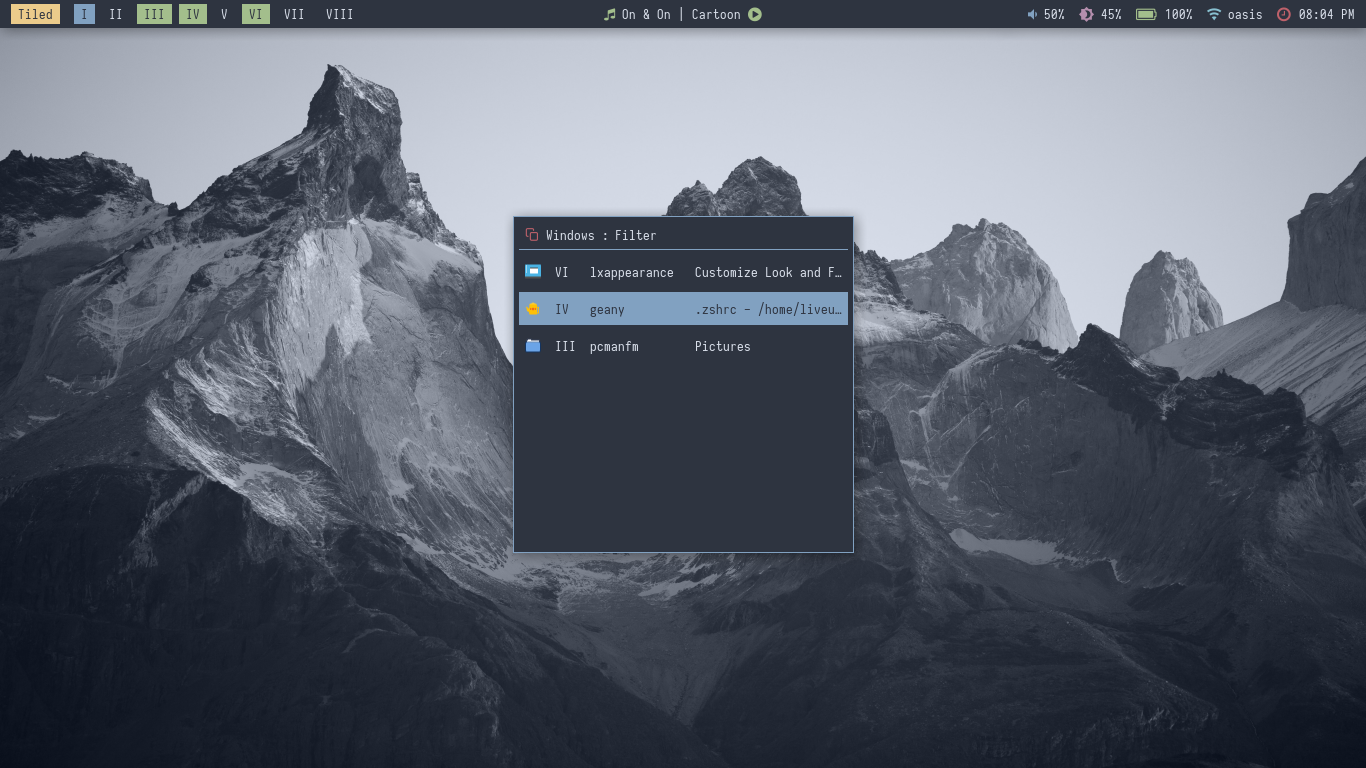 Tiled I II III IV V VI VII VIII On & On | Cartoon 50% 45% 100% oasis 08:04 PM
Windows : Filter
VI lxappearance Customize Look and F…
IV geany .zshrc – /home/liveu…
III pcmanfm Pictures